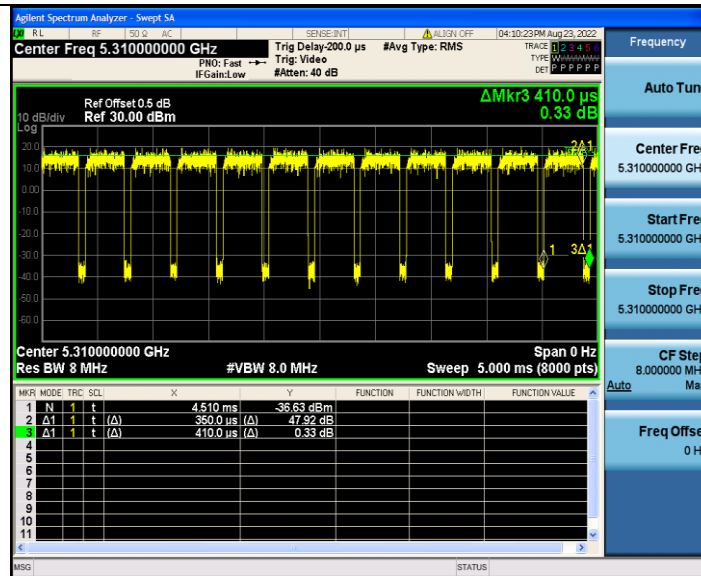 Agilent Spectrum Analyzer - Swept SA
RL RF 50 Ω AC SENSE:INT ALIGN OFF 04:10:23 PM Aug 23, 2022
Center Freq 5.310000000 GHz
PNO: Fast
IFGain:Low
Trig Delay-200.0 µs
Trig: Video
#Atten: 40 dB
#Avg Type: RMS
TRACE 1 2 3 4 5 6
TYPE
DET P P P P P P
ΔMkr3 410.0 µs
0.33 dB
Ref Offset 0.5 dB
10 dB/div Ref 30.00 dBm
Log
20.0
10.0
0.00
-10.0
-20.0
-30.0
-40.0
-50.0
-60.0
2Δ1
1
3Δ1
Center 5.310000000 GHz Span 0 Hz
Res BW 8 MHz #VBW 8.0 MHz Sweep 5.000 ms (8000 pts)
MKR MODE TRC SCL X Y FUNCTION FUNCTION WIDTH FUNCTION VALUE
1 N 1 t 4.510 ms -36.63 dBm
2 Δ1 1 t (Δ) 350.0 µs (Δ) 47.92 dB
3 Δ1 1 t (Δ) 410.0 µs (Δ) 0.33 dB
4
5
6
7
8
9
10
11
MSG STATUS
Frequency
Auto Tun
Center Fre
5.310000000 GH
Start Fre
5.310000000 GH
Stop Fre
5.310000000 GH
CF Step
8.000000 MH
Auto Ma
Freq Offse
0 H